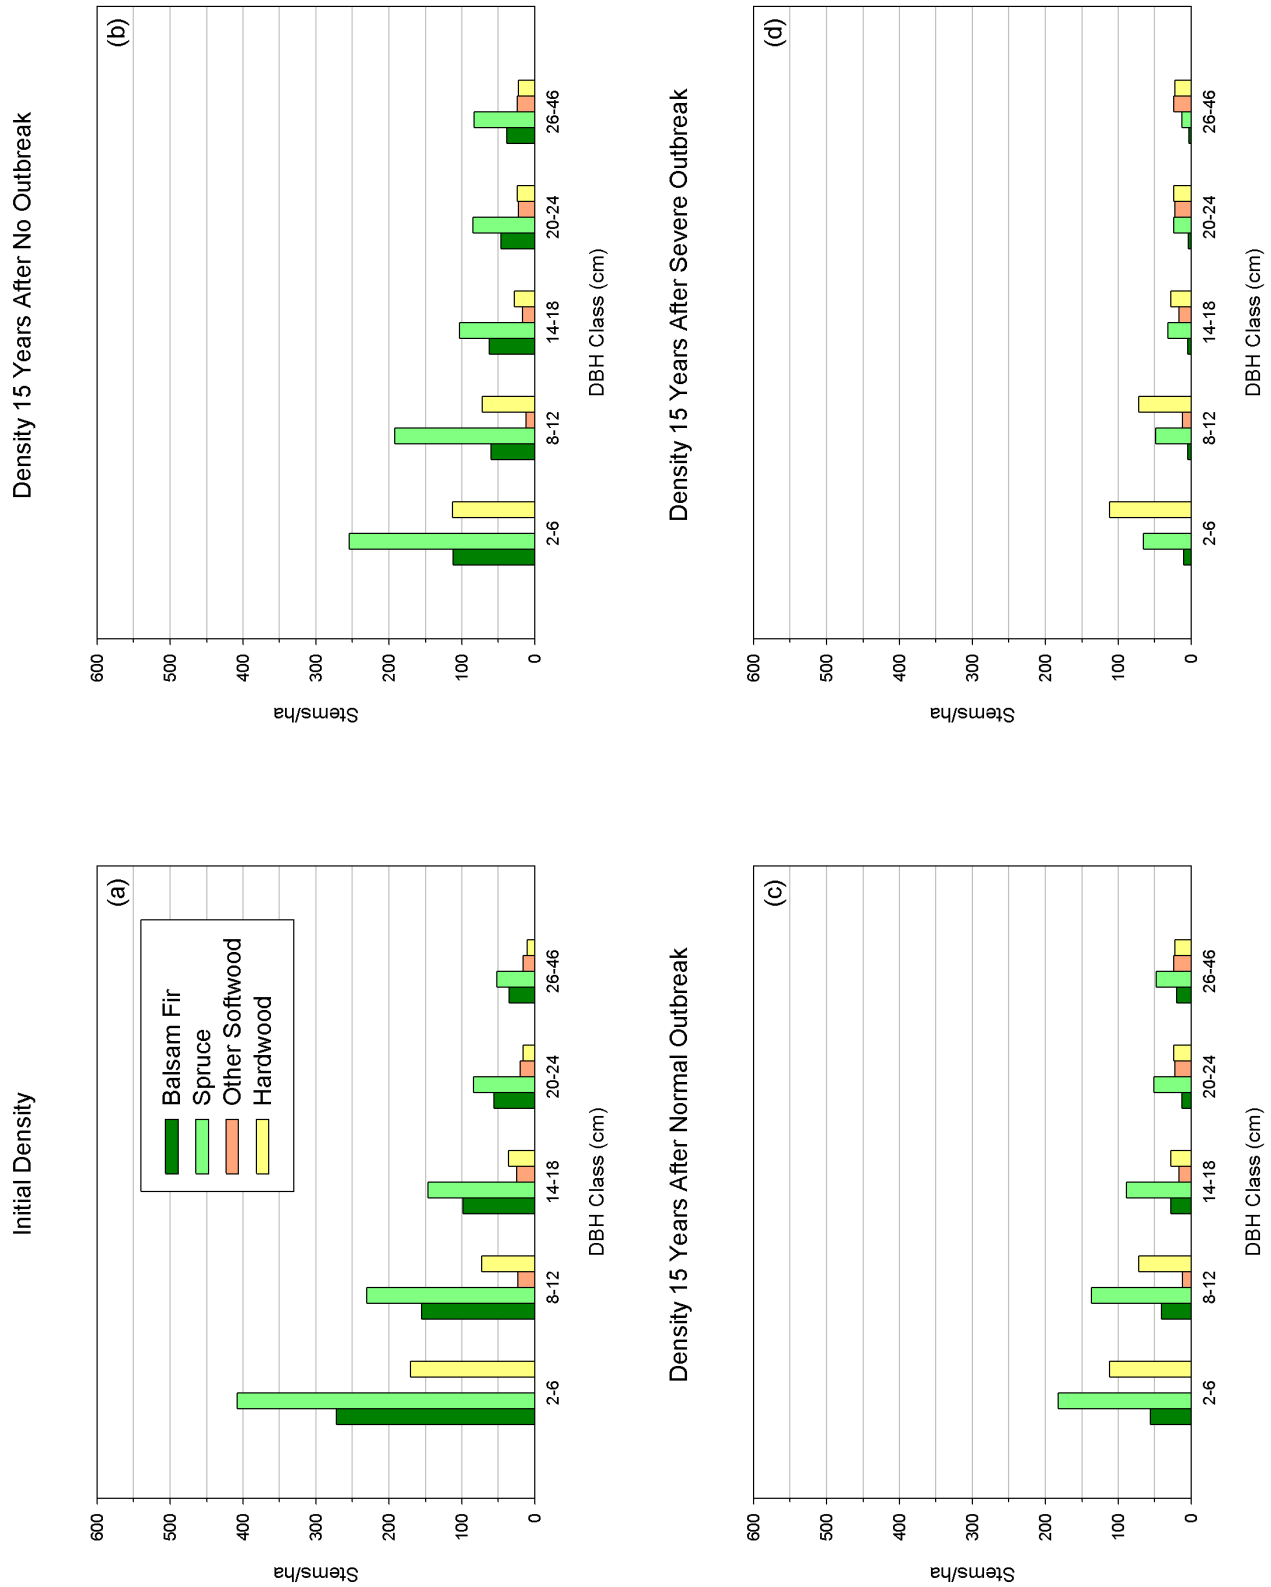 Initial Density
(a)
Balsam Fir
Spruce
Other Softwood
Hardwood
Stems/ha
600
500
400
300
200
100
0
2-6
8-12
14-18
20-24
26-46
DBH Class (cm)
Density 15 Years After No Outbreak
(b)
Stems/ha
600
500
400
300
200
100
0
2-6
8-12
14-18
20-24
26-46
DBH Class (cm)
Density 15 Years After Normal Outbreak
(c)
Stems/ha
600
500
400
300
200
100
0
2-6
8-12
14-18
20-24
26-46
DBH Class (cm)
Density 15 Years After Severe Outbreak
(d)
Stems/ha
600
500
400
300
200
100
0
2-6
8-12
14-18
20-24
26-46
DBH Class (cm)